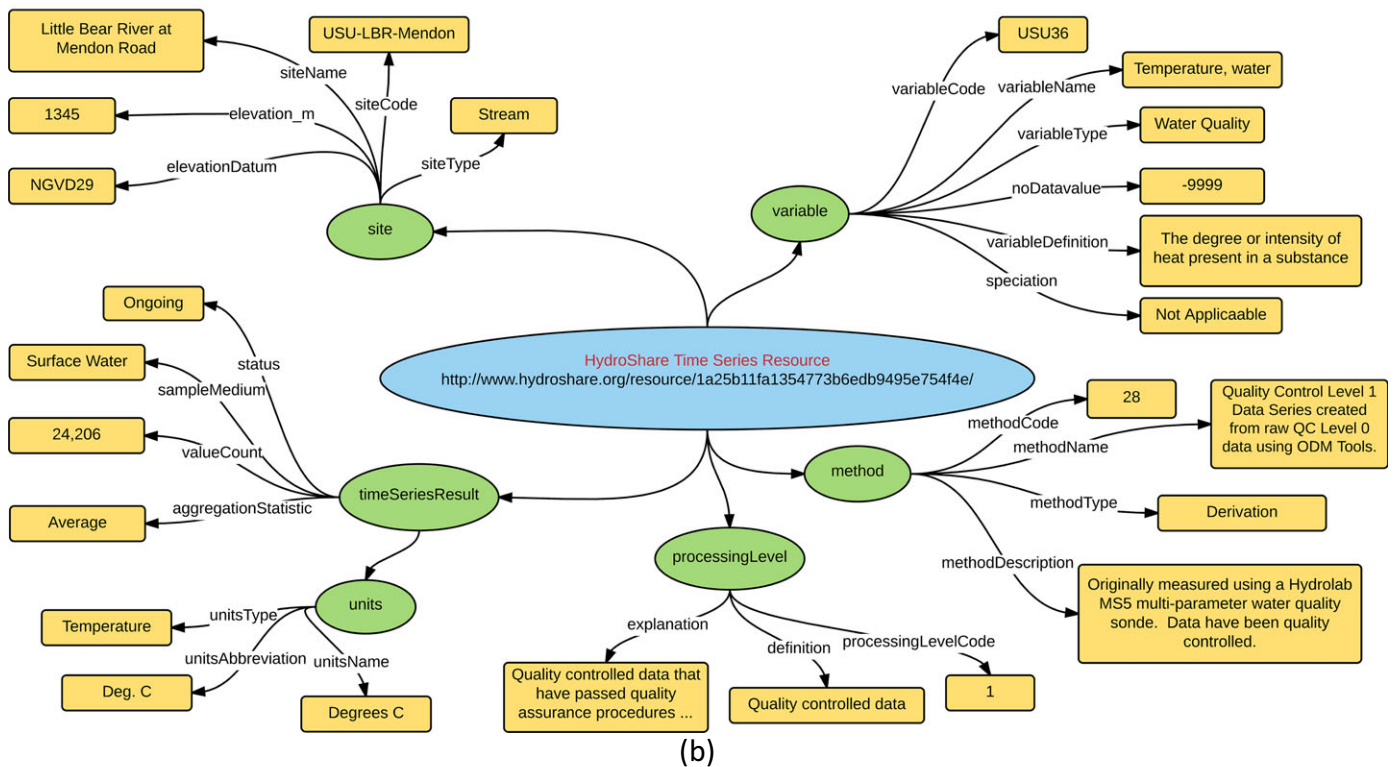 Little Bear River at
Mendon Road
siteName
USU-LBR-Mendon
siteCode
1345
elevation_m
Stream
siteType
NGVD29
elevationDatum
site
USU36
variableCode
Temperature, water
variableName
Water Quality
variableType
-9999
noDatavalue
variable
The degree or intensity of
heat present in a substance
variableDefinition
speciation
Not Applicaable
HydroShare Time Series Resource
http://www.hydroshare.org/resource/1a25b11fa1354773b6edb9495e754f4e/
Ongoing
status
Surface Water
sampleMedium
24,206
valueCount
timeSeriesResult
Average
aggregationStatistic
units
unitsType
Temperature
unitsAbbreviation
unitsName
Deg. C
Degrees C
processingLevel
explanation
definition
processingLevelCode
Quality controlled data that
have passed quality
assurance procedures ...
Quality controlled data
1
method
methodCode
28
methodName
Quality Control Level 1
Data Series created
from raw QC Level 0
data using ODM Tools.
methodType
Derivation
methodDescription
Originally measured using a Hydrolab
MS5 multi-parameter water quality
sonde.  Data have been quality
controlled.
(b)